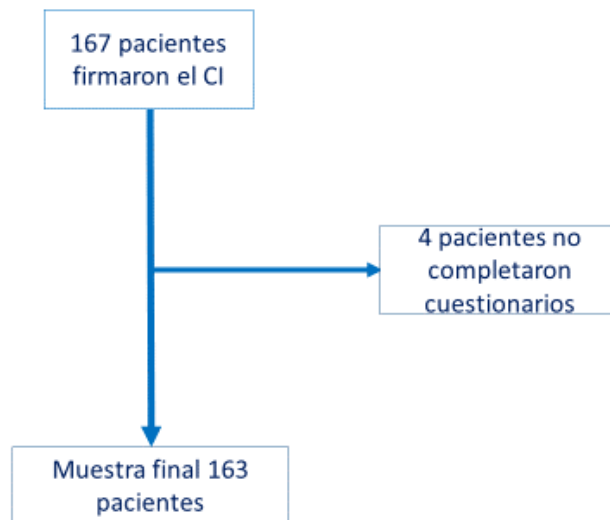 167 pacientes
firmaron el CI
4 pacientes no
completaron
cuestionarios
Muestra final 163
pacientes